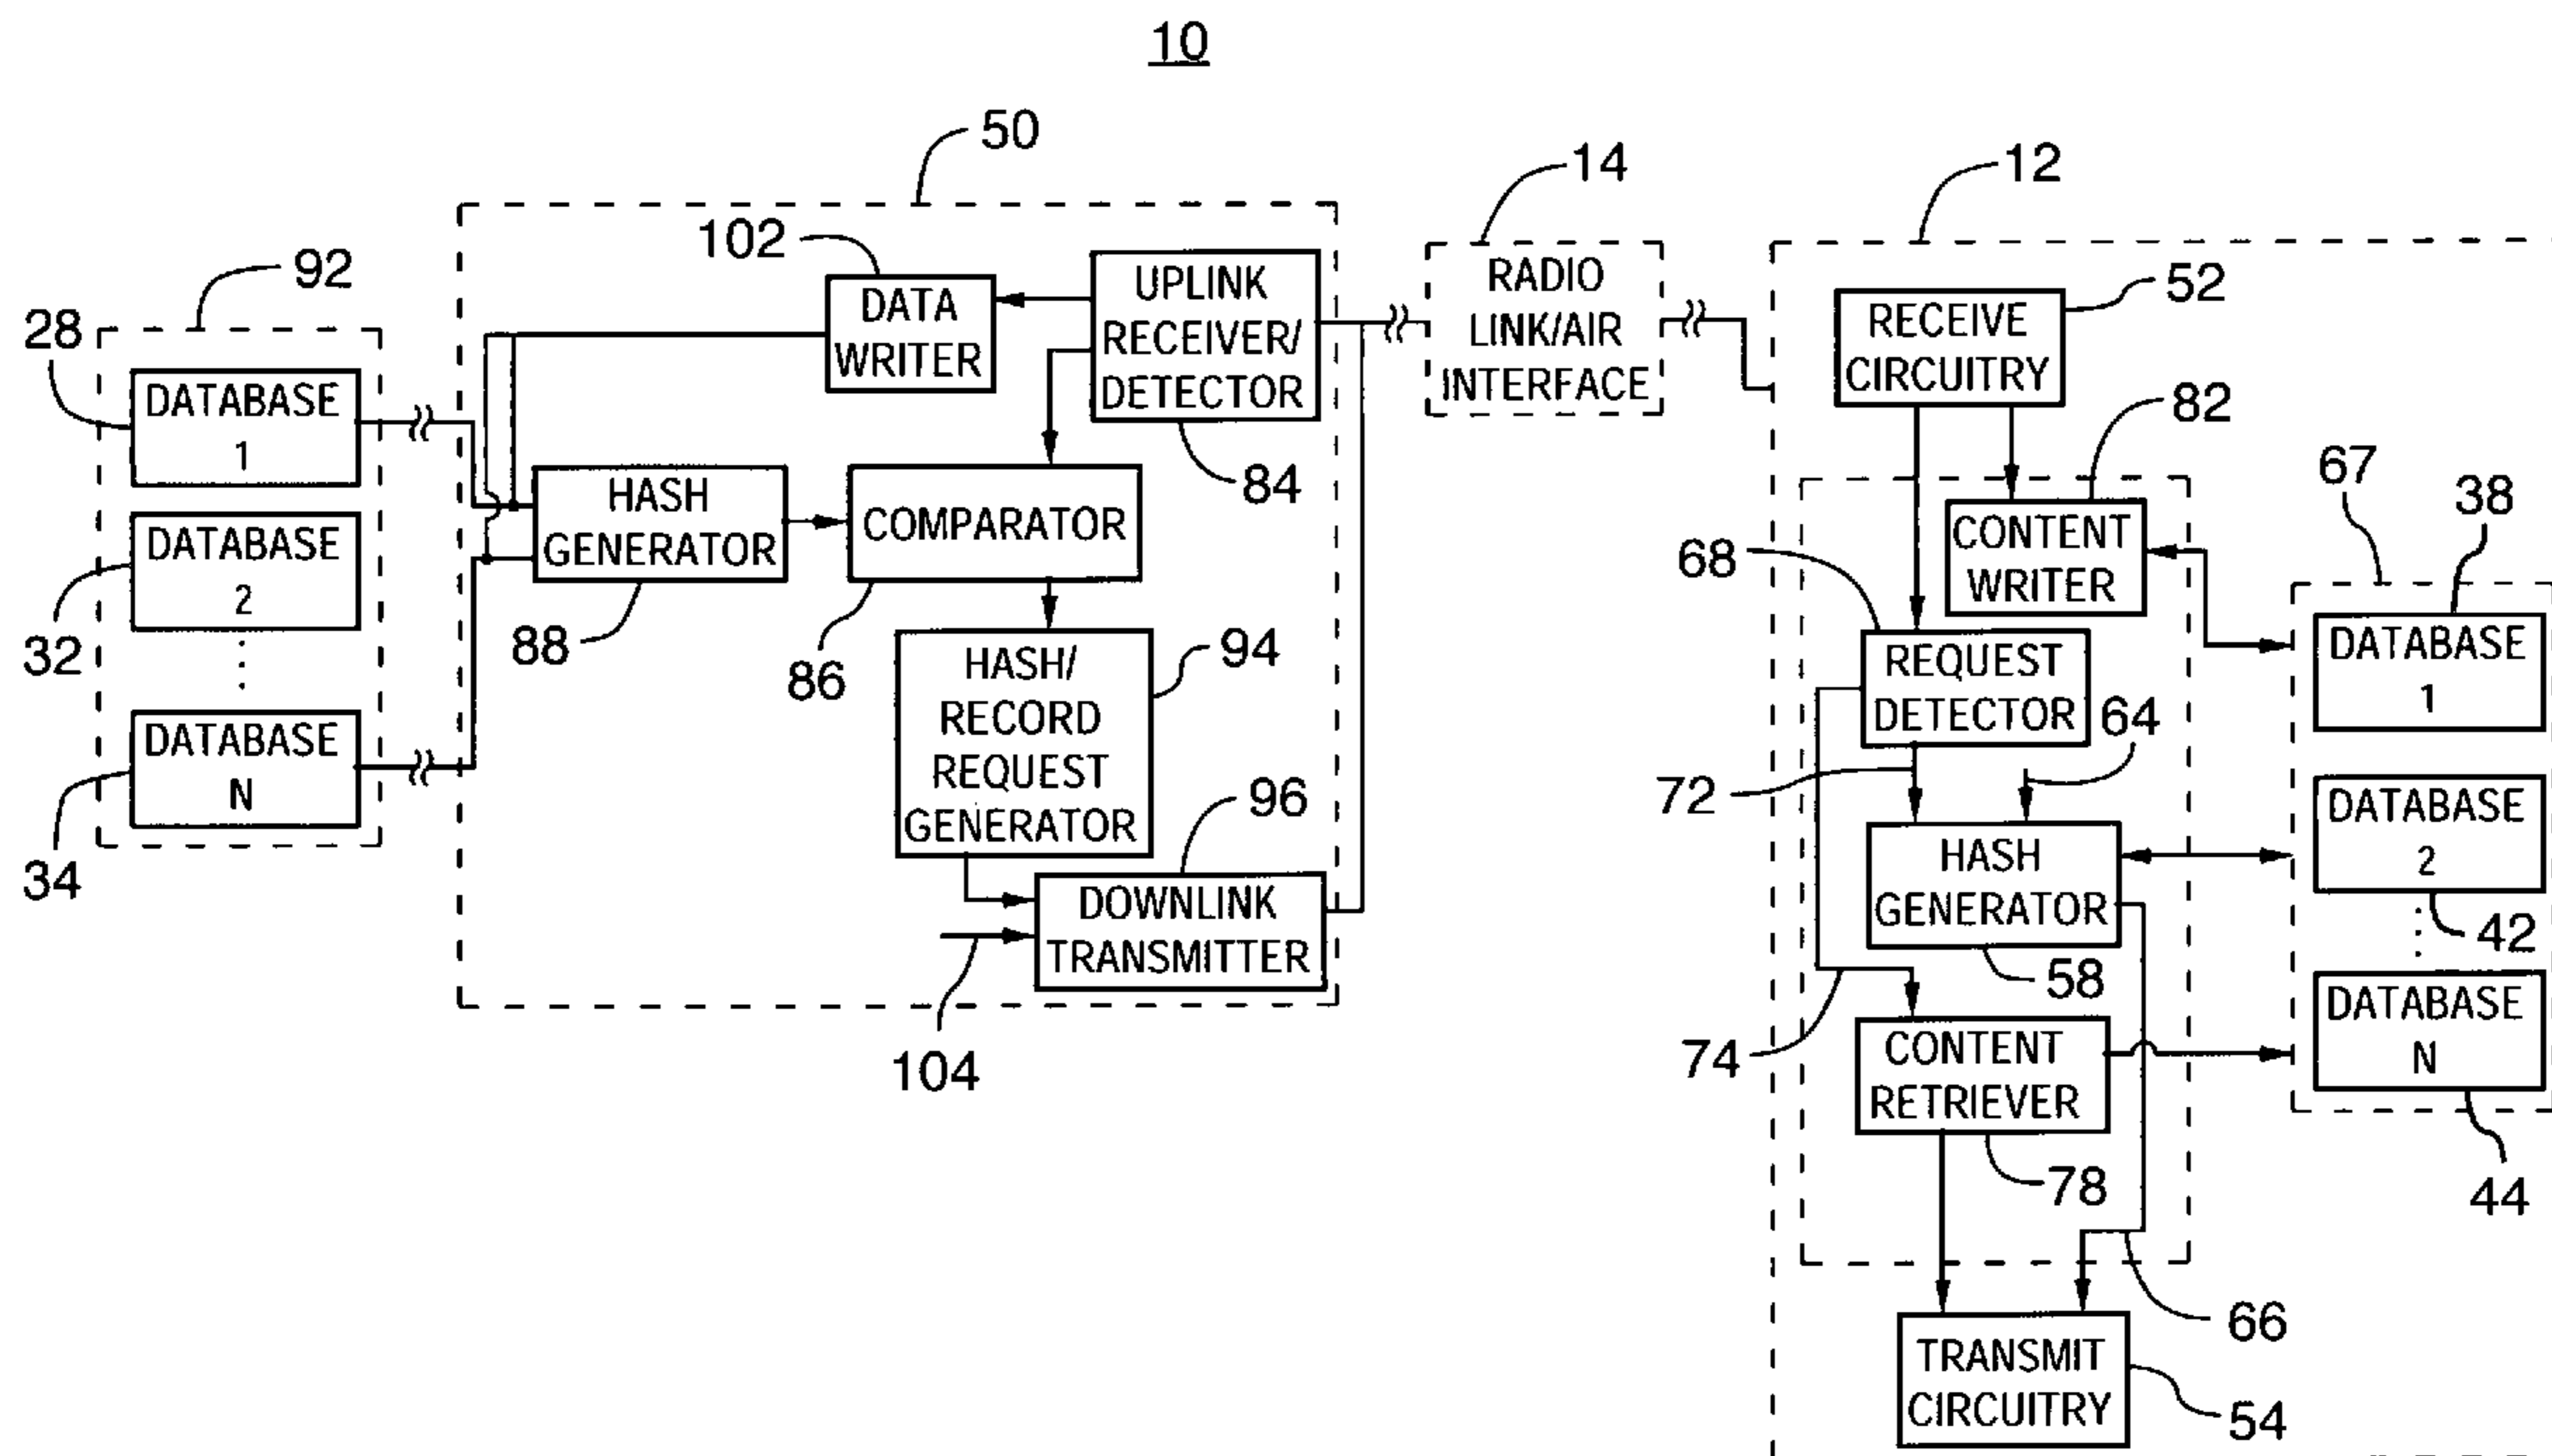 10
50
14
12
92
102
28
DATABASE
1
32
DATABASE
2
34
DATABASE
N
DATA
WRITER
UPLINK
RECEIVER/
DETECTOR
84
HASH
GENERATOR
88
COMPARATOR
86
HASH/
RECORD
REQUEST
GENERATOR
94
96
DOWNLINK
TRANSMITTER
104
RADIO
LINK/AIR
INTERFACE
RECEIVE
CIRCUITRY
52
82
CONTENT
WRITER
68
REQUEST
DETECTOR
64
72
HASH
GENERATOR
58
74
CONTENT
RETRIEVER
78
66
TRANSMIT
CIRCUITRY
54
67
38
DATABASE
1
DATABASE
2
42
DATABASE
N
44